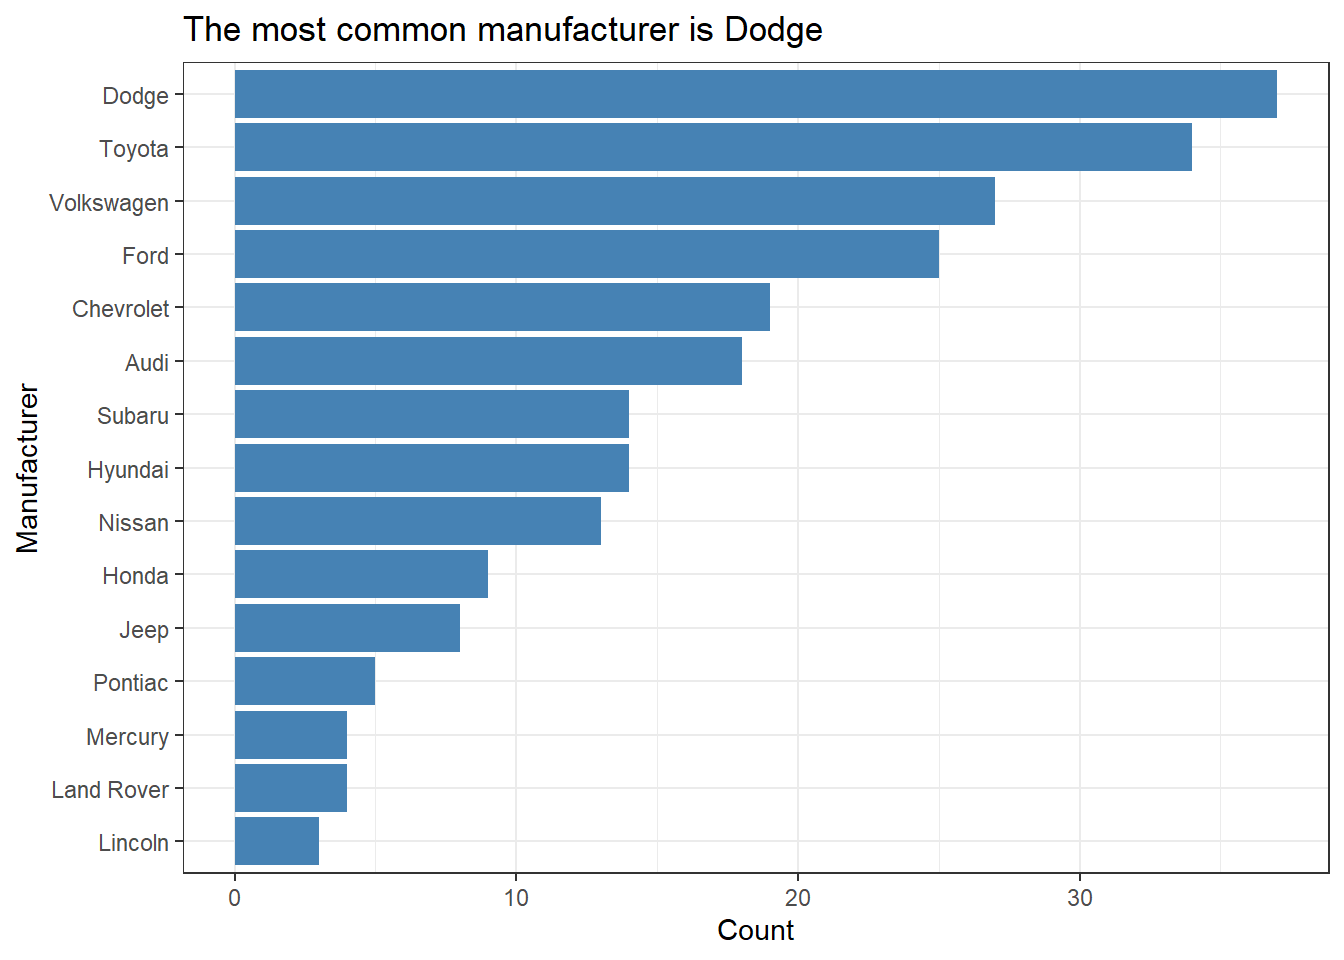 The most common manufacturer is Dodge
Manufacturer
Dodge
Toyota
Volkswagen
Ford
Chevrolet
Audi
Subaru
Hyundai
Nissan
Honda
Jeep
Pontiac
Mercury
Land Rover
Lincoln
0 10 20 30
Count